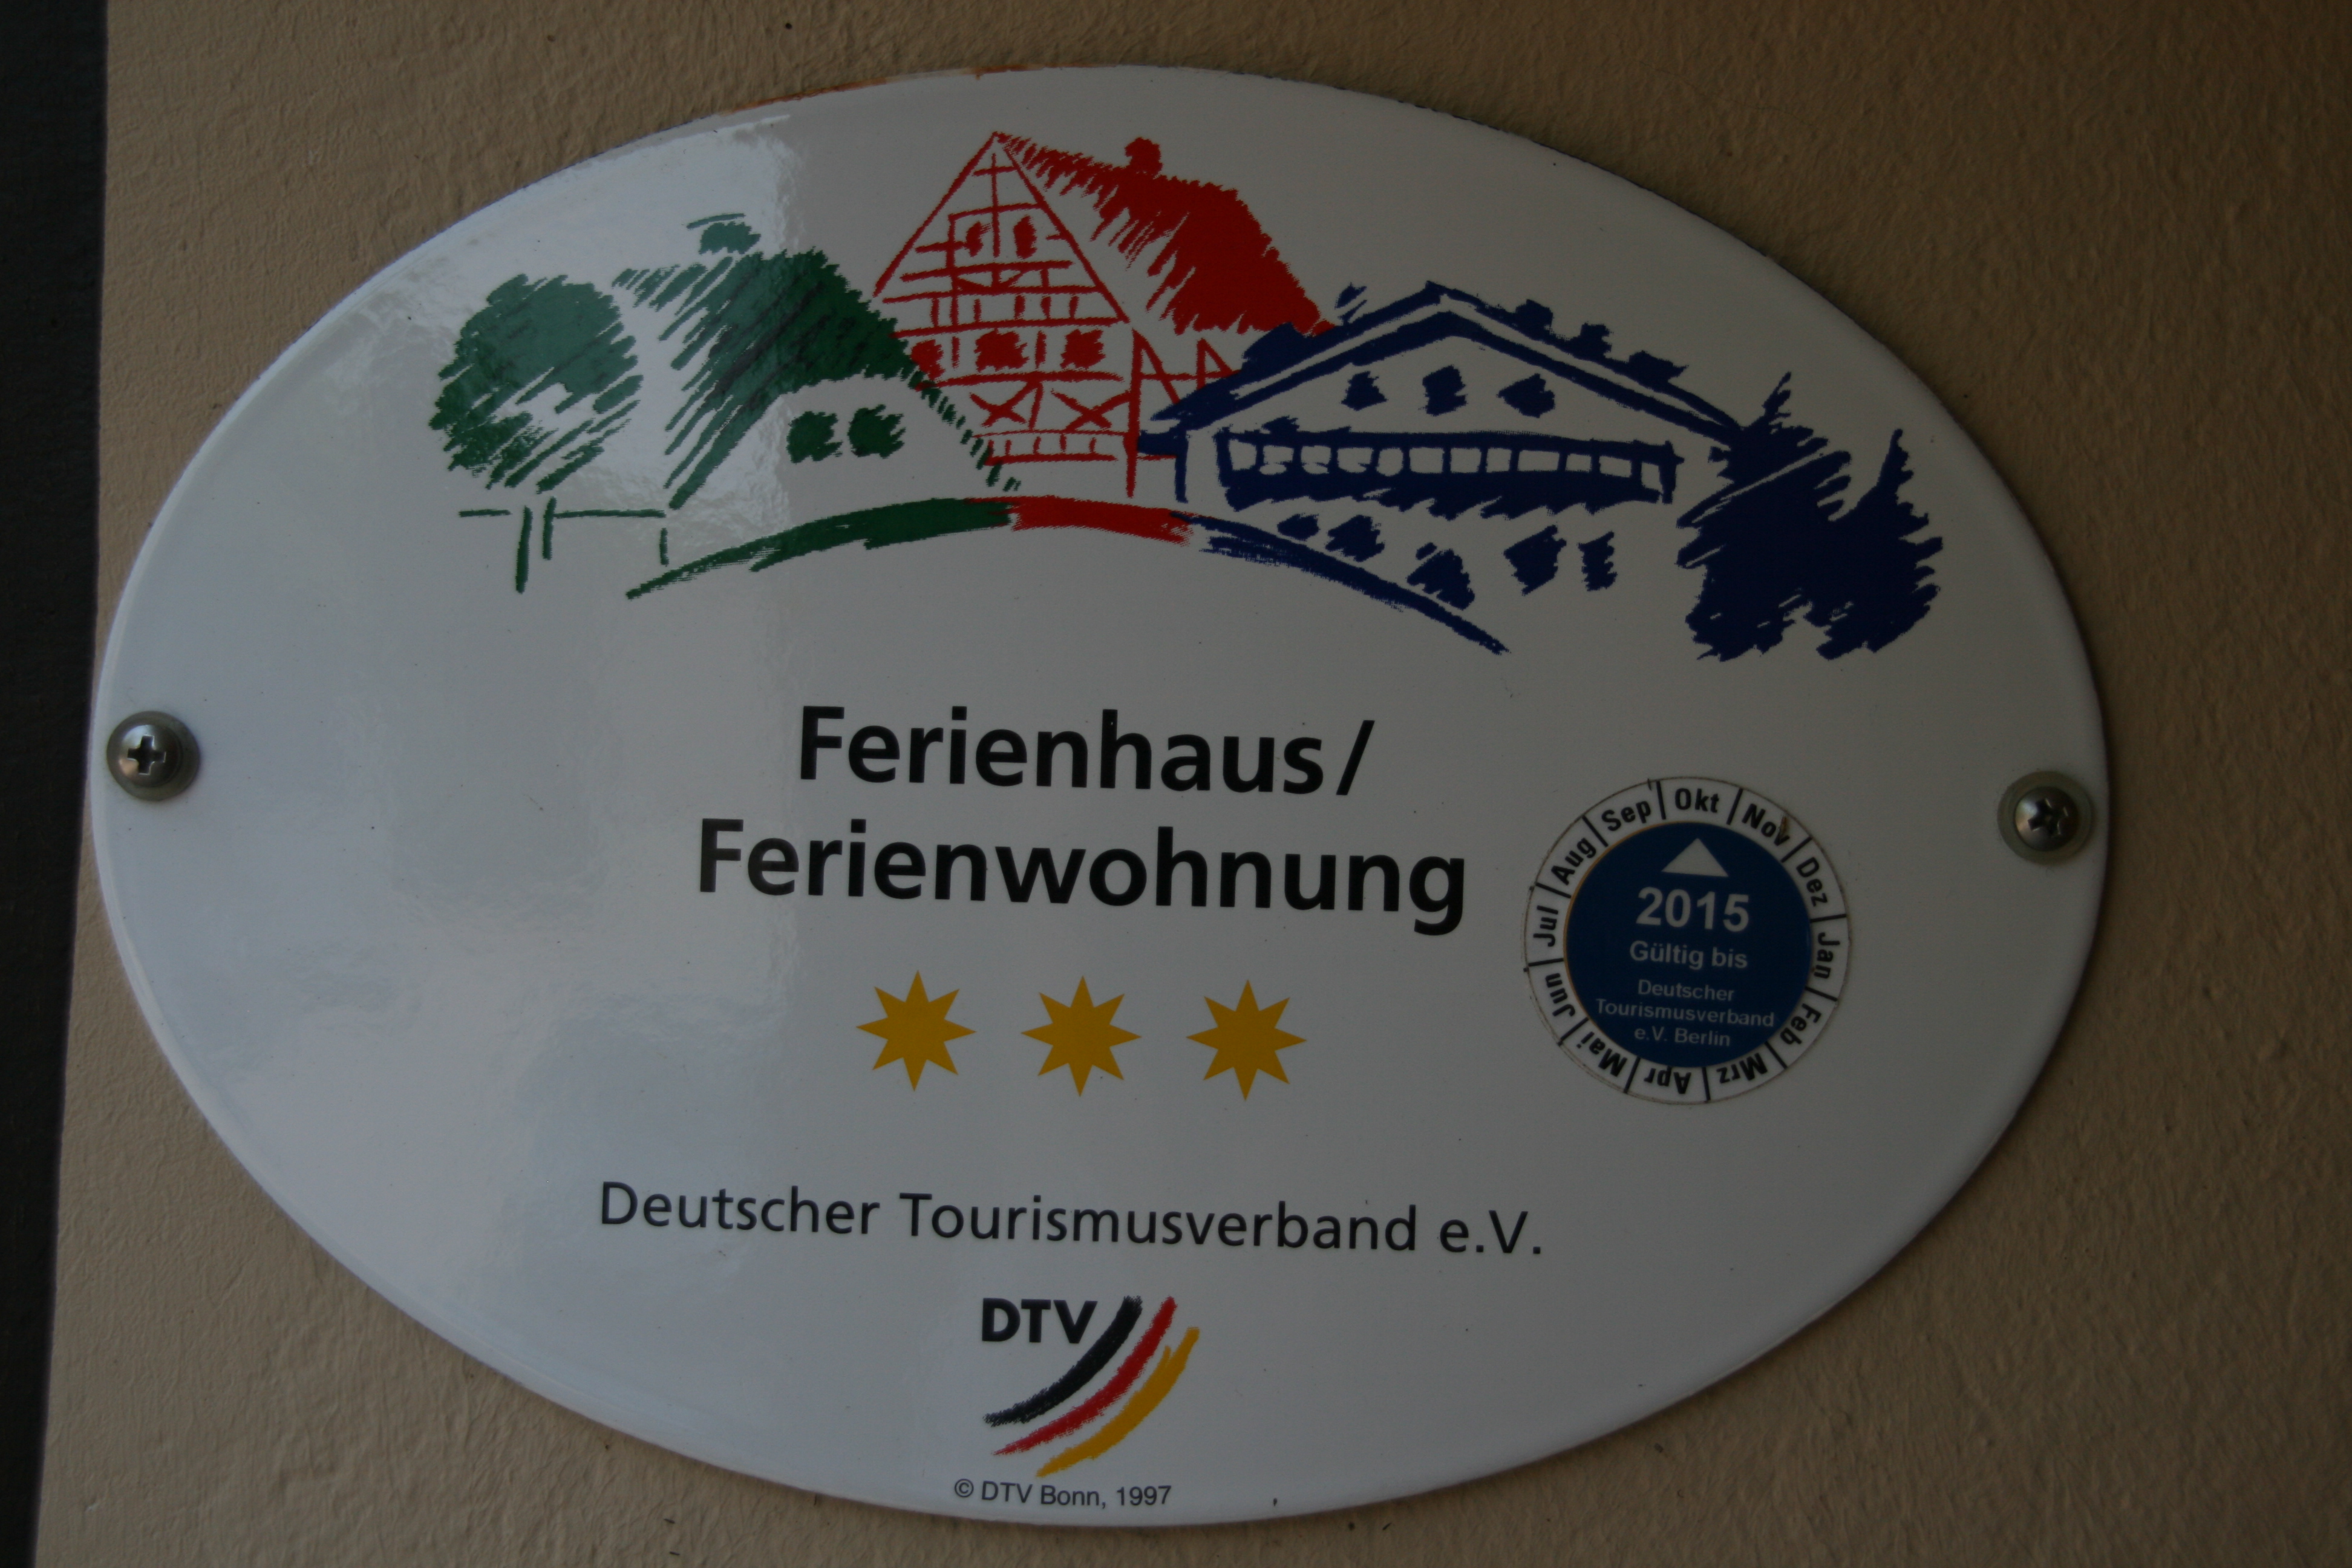 Ferienhaus/
Ferienwohnung
Jan Feb Mrz Apr Mai Jun Jul Aug Sep Okt Nov Dez
2015
Gültig bis
Deutscher
Tourismusverband
e.V. Berlin
Deutscher Tourismusverband e.V.
DTV
© DTV Bonn, 1997